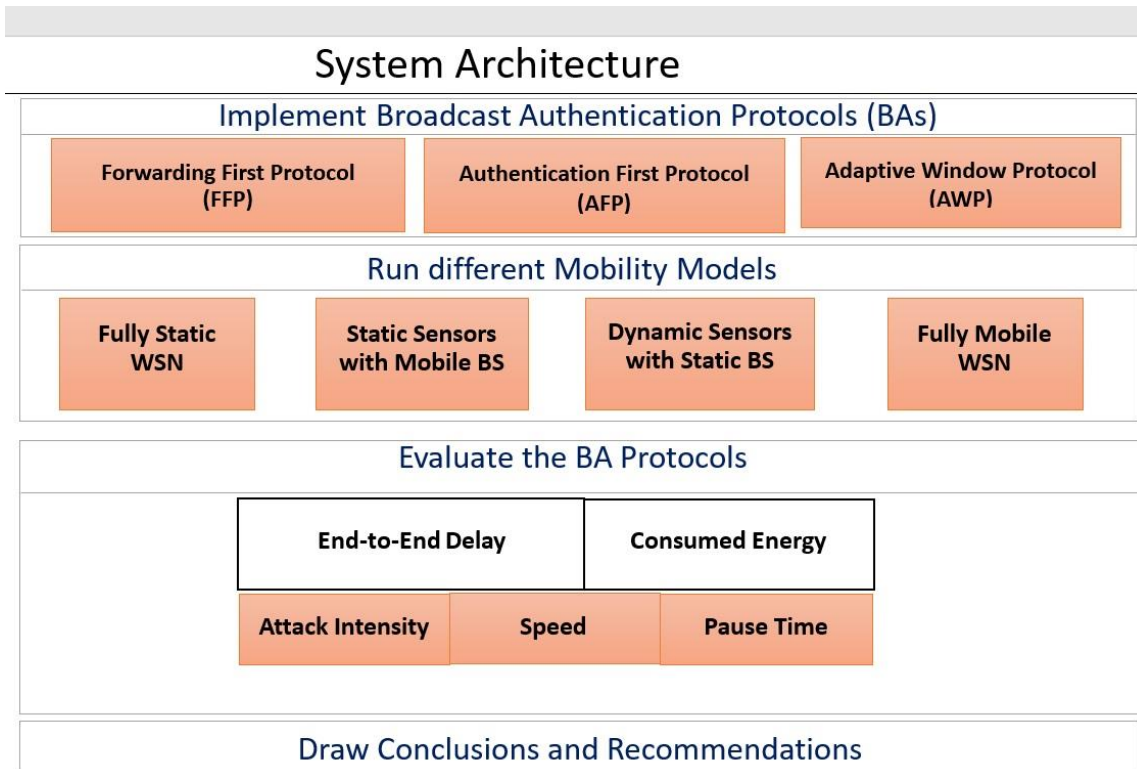 System Architecture
Implement Broadcast Authentication Protocols (BAs)
Forwarding First Protocol
(FFP)
Authentication First Protocol
(AFP)
Adaptive Window Protocol
(AWP)
Run different Mobility Models
Fully Static
WSN
Static Sensors
with Mobile BS
Dynamic Sensors
with Static BS
Fully Mobile
WSN
Evaluate the BA Protocols
End-to-End Delay
Consumed Energy
Attack Intensity
Speed
Pause Time
Draw Conclusions and Recommendations